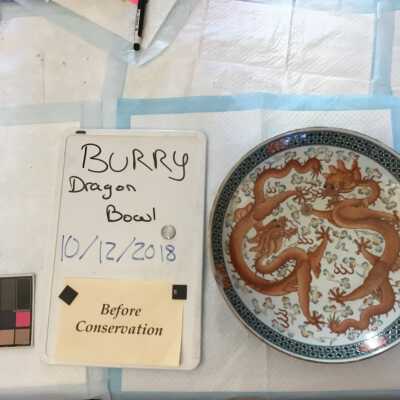 BURRY
Dragon
Bowl
10/12/2018
Before
Conservation